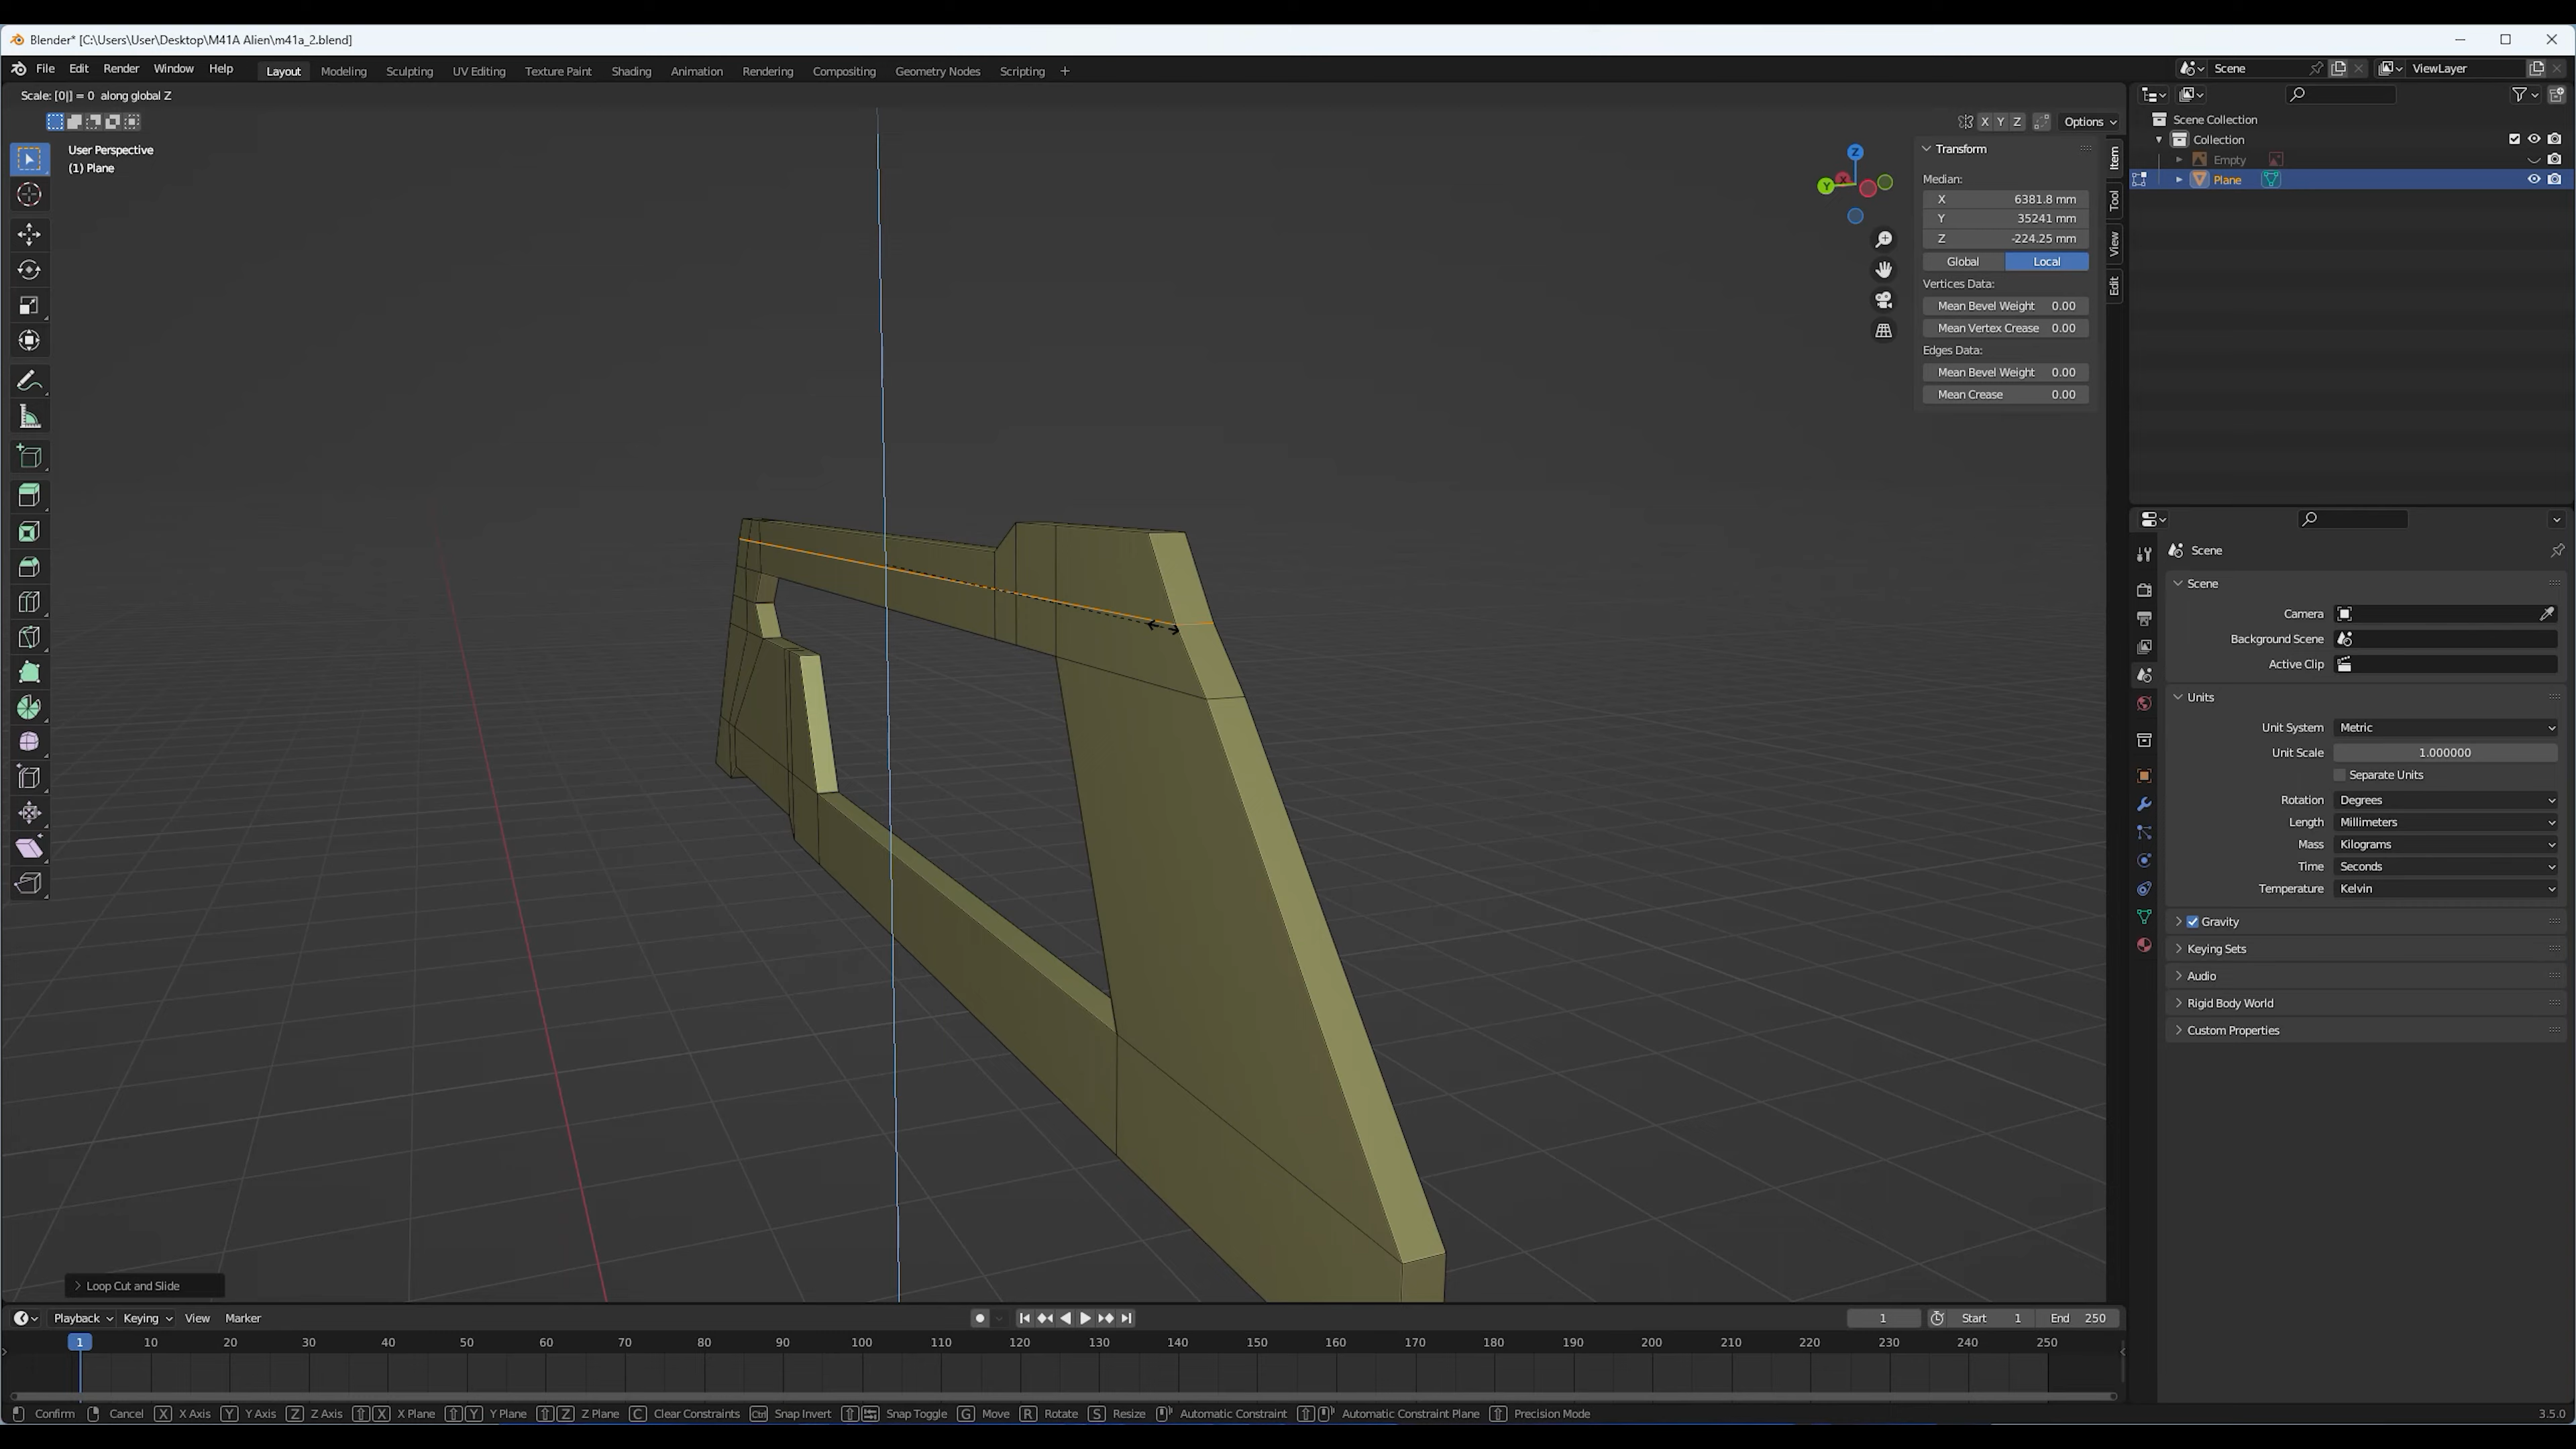 Blender* [C:\Users\User\Desktop\M41A Alien\m41a_2.blend]
File Edit Render Window Help
Layout Modeling Sculpting UV Editing Texture Paint Shading Animation Rendering Compositing Geometry Nodes Scripting +
Scene
ViewLayer
Scale: [0|] = 0 along global Z
X Y Z
Options
User Perspective
(1) Plane
Z
Y
X
Transform
Median:
X 6381.8 mm
Y 35241 mm
Z -224.25 mm
Global Local
Vertices Data:
Mean Bevel Weight 0.00
Mean Vertex Crease 0.00
Edges Data:
Mean Bevel Weight 0.00
Mean Crease 0.00
Item
Tool
View
Edit
Scene Collection
Collection
Empty
Plane
Scene
Scene
Camera
Background Scene
Active Clip
Units
Unit System Metric
Unit Scale 1.000000
Separate Units
Rotation Degrees
Length Millimeters
Mass Kilograms
Time Seconds
Temperature Kelvin
Gravity
Keying Sets
Audio
Rigid Body World
Custom Properties
Loop Cut and Slide
Playback Keying View Marker
1
Start 1 End 250
1 10 20 30 40 50 60 70 80 90 100 110 120 130 140 150 160 170 180 190 200 210 220 230 240 250
Confirm Cancel X X Axis Y Y Axis Z Z Axis X X Plane Y Y Plane Z Z Plane C Clear Constraints Ctrl Snap Invert Snap Toggle G Move R Rotate S Resize Automatic Constraint Automatic Constraint Plane Precision Mode
3.5.0